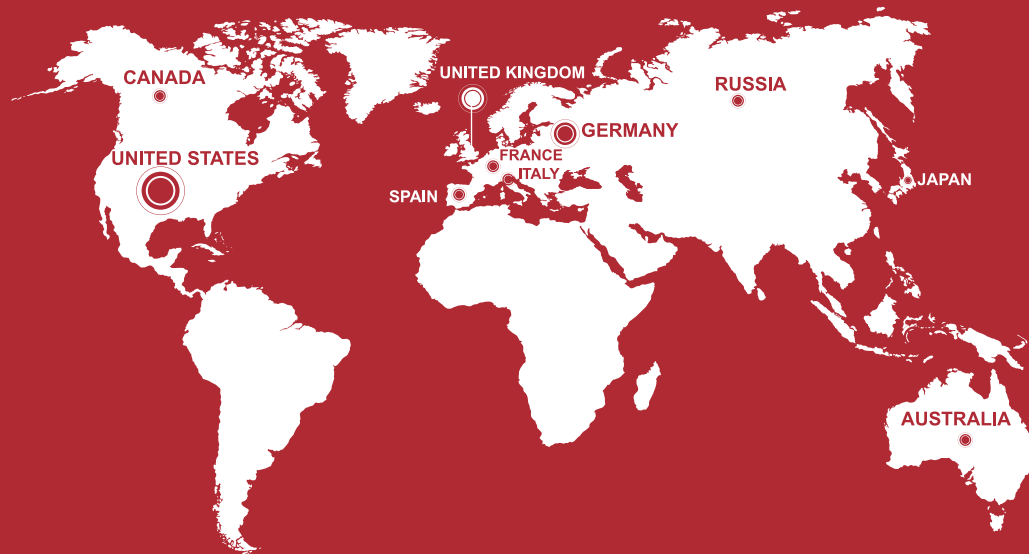 UNITED KINGDOM
CANADA
RUSSIA
GERMANY
FRANCE
UNITED STATES
ITALY
JAPAN
SPAIN
AUSTRALIA